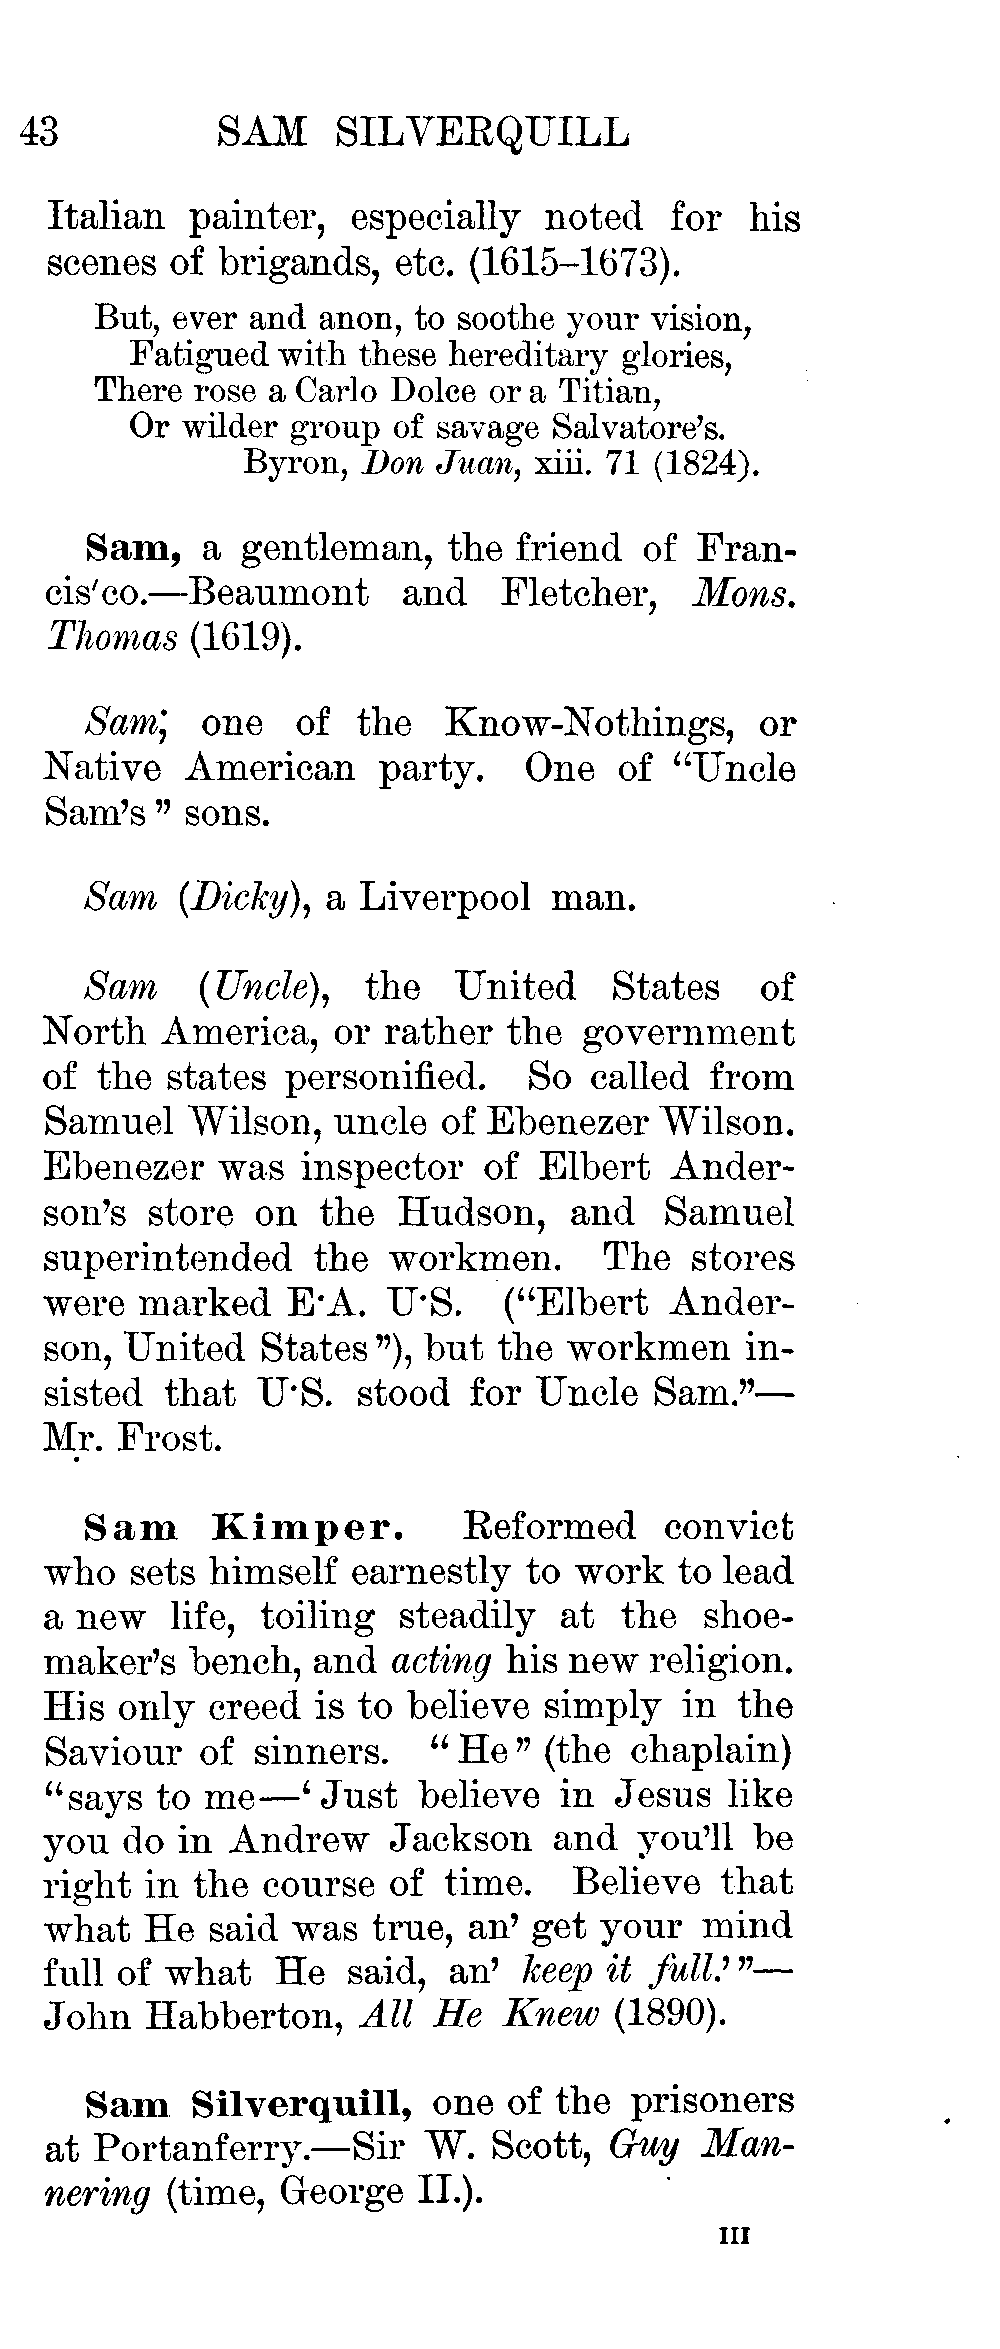 43 SAM SILVERQUILL
Italian painter, especially noted for his
scenes of brigands, etc. (1615–1673).
But, ever and anon, to soothe your vision,
Fatigued with these hereditary glories,
There rose a Carlo Dolce or a Titian,
Or wilder group of savage Salvatore’s.
Byron, Don Juan, xiii. 71 (1824).
Sam, a gentleman, the friend of Fran-
cis′co.—Beaumont and Fletcher, Mons.
Thomas (1619).
Sam, one of the Know-Nothings, or
Native American party. One of “Uncle
Sam’s” sons.
Sam (Dicky), a Liverpool man.
Sam (Uncle), the United States of
North America, or rather the government
of the states personified. So called from
Samuel Wilson, uncle of Ebenezer Wilson.
Ebenezer was inspector of Elbert Ander-
son’s store on the Hudson, and Samuel
superintended the workmen. The stores
were marked E·A. U·S. (“Elbert Ander-
son, United States”), but the workmen in-
sisted that U·S. stood for Uncle Sam.”—
Mr. Frost.
Sam Kimper. Reformed convict
who sets himself earnestly to work to lead
a new life, toiling steadily at the shoe-
maker’s bench, and acting his new religion.
His only creed is to believe simply in the
Saviour of sinners. “He” (the chaplain)
“says to me—‘Just believe in Jesus like
you do in Andrew Jackson and you’ll be
right in the course of time. Believe that
what He said was true, an’ get your mind
full of what He said, an’ keep it full.’”—
John Habberton, All He Knew (1890).
Sam Silverquill, one of the prisoners
at Portanferry.—Sir W. Scott, Guy Man-
nering (time, George II.).
III